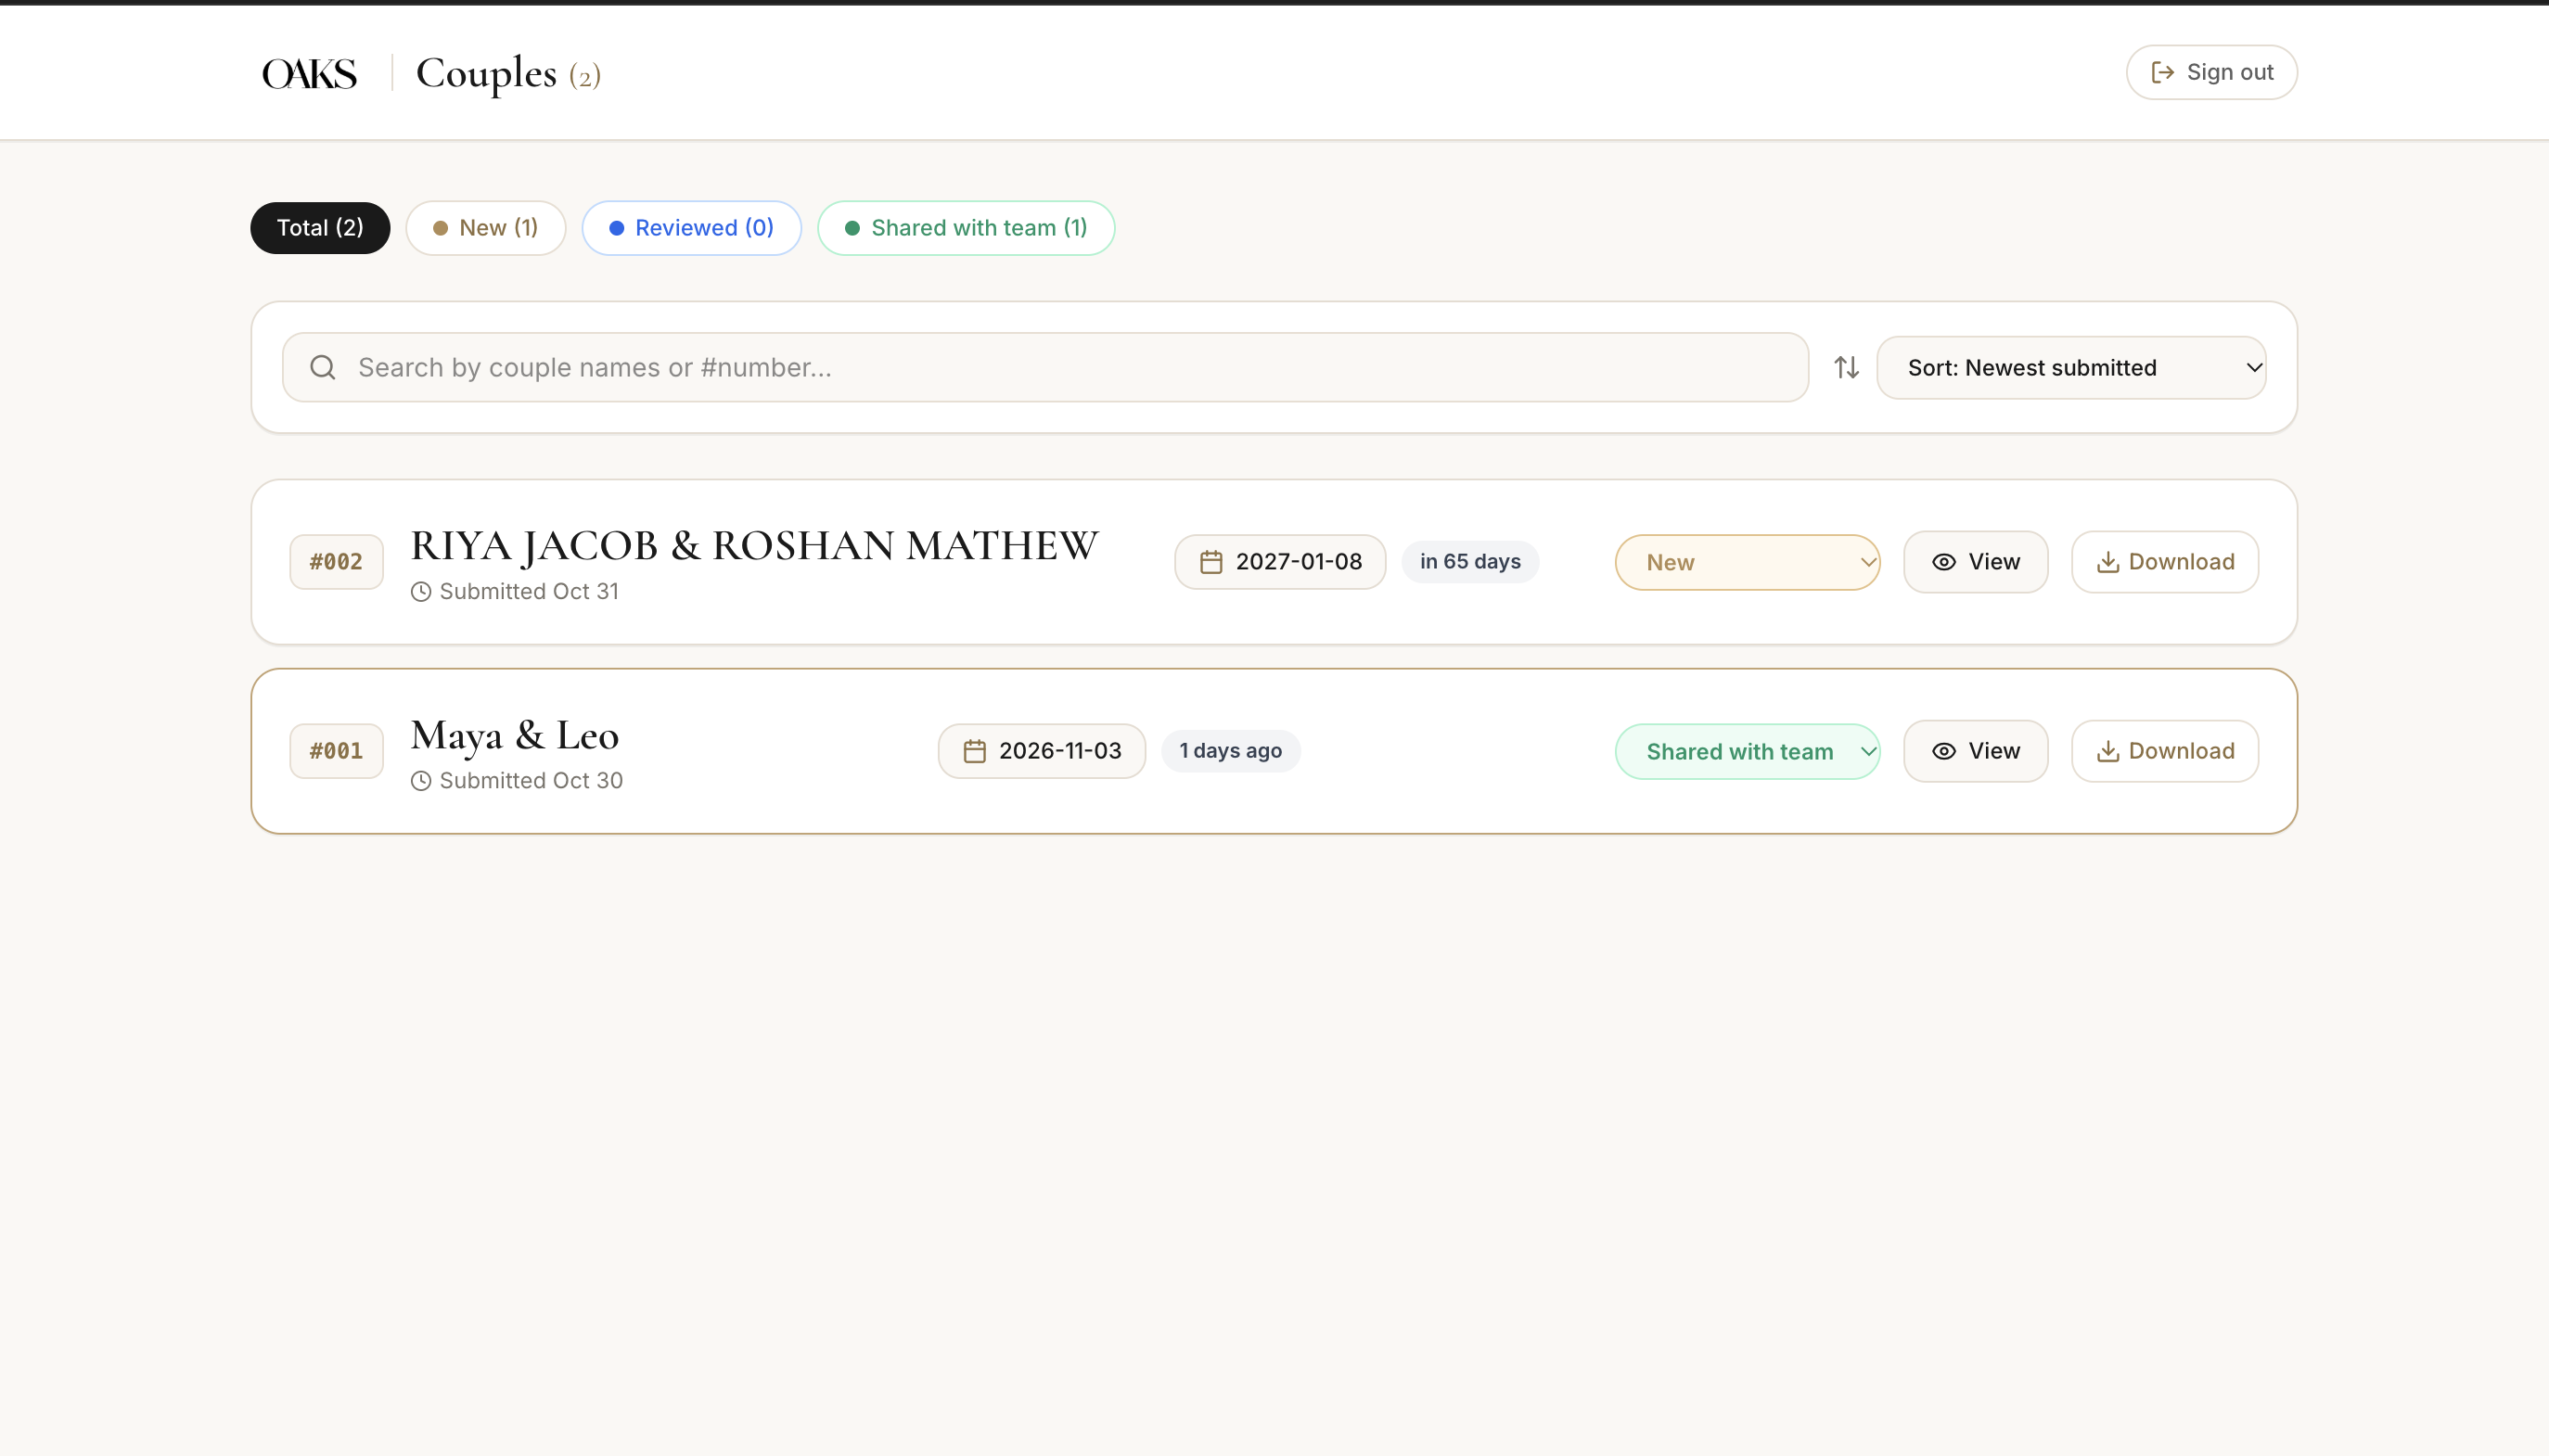 OAKS Couples (2) Sign out
Total (2) New (1) Reviewed (0) Shared with team (1)
Search by couple names or #number... Sort: Newest submitted
#002 RIYA JACOB & ROSHAN MATHEW 2027-01-08 in 65 days New View Download
Submitted Oct 31
#001 Maya & Leo 2026-11-03 1 days ago Shared with team View Download
Submitted Oct 30